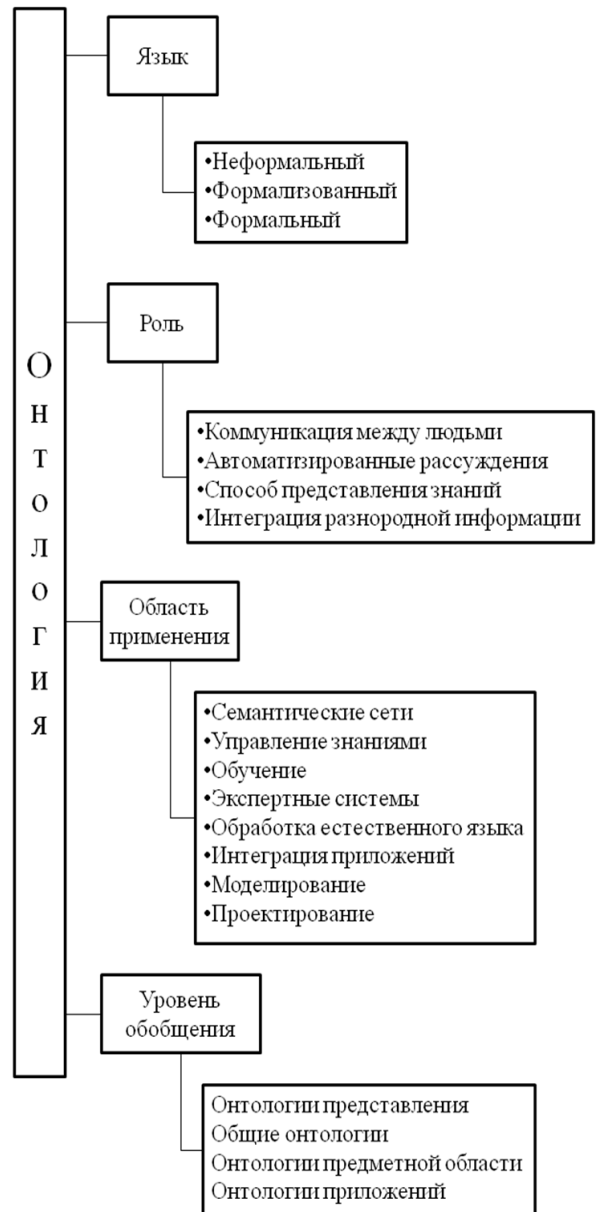 Онтология
Язык
•Неформальный
•Формализованный
•Формальный
Роль
•Коммуникация между людьми
•Автоматизированные рассуждения
•Способ представления знаний
•Интеграция разнородной информации
Область
применения
•Семантические сети
•Управление знаниями
•Обучение
•Экспертные системы
•Обработка естественного языка
•Интеграция приложений
•Моделирование
•Проектирование
Уровень
обобщения
Онтологии представления
Общие онтологии
Онтологии предметной области
Онтологии приложений